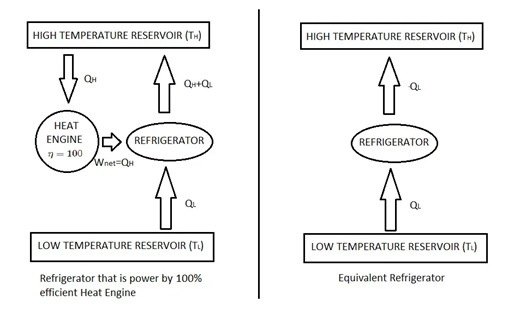 HIGH TEMPERATURE RESERVOIR (TH)
QH
QH+QL
HEAT
ENGINE
η = 100
Wnet=QH
REFRIGERATOR
QL
LOW TEMPERATURE RESERVOIR (TL)
Refrigerator that is power by 100%
efficient Heat Engine
HIGH TEMPERATURE RESERVOIR (TH)
QL
REFRIGERATOR
QL
LOW TEMPERATURE RESERVOIR (TL)
Equivalent Refrigerator